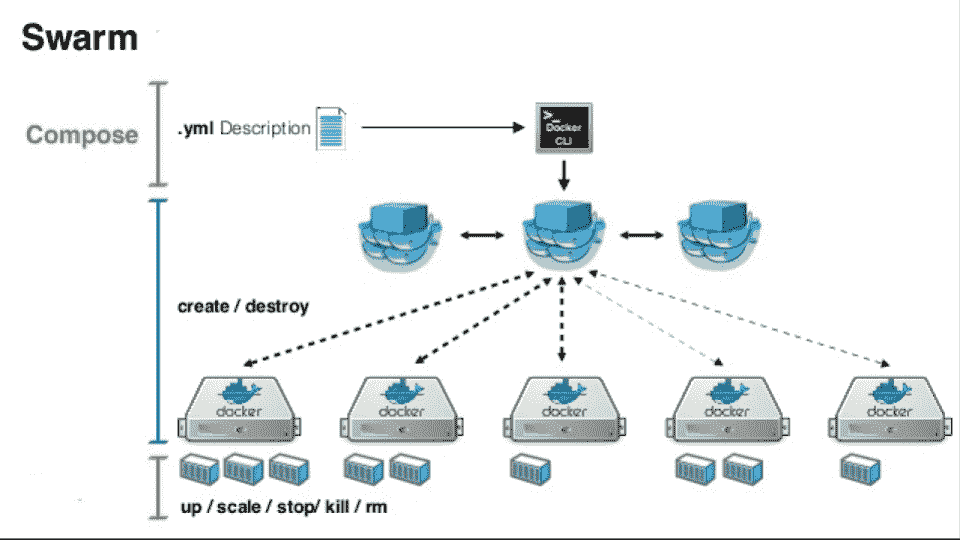 Swarm
Compose
.yml Description
>_
Docker
CLI
create / destroy
docker
docker
docker
docker
docker
up / scale / stop/ kill / rm